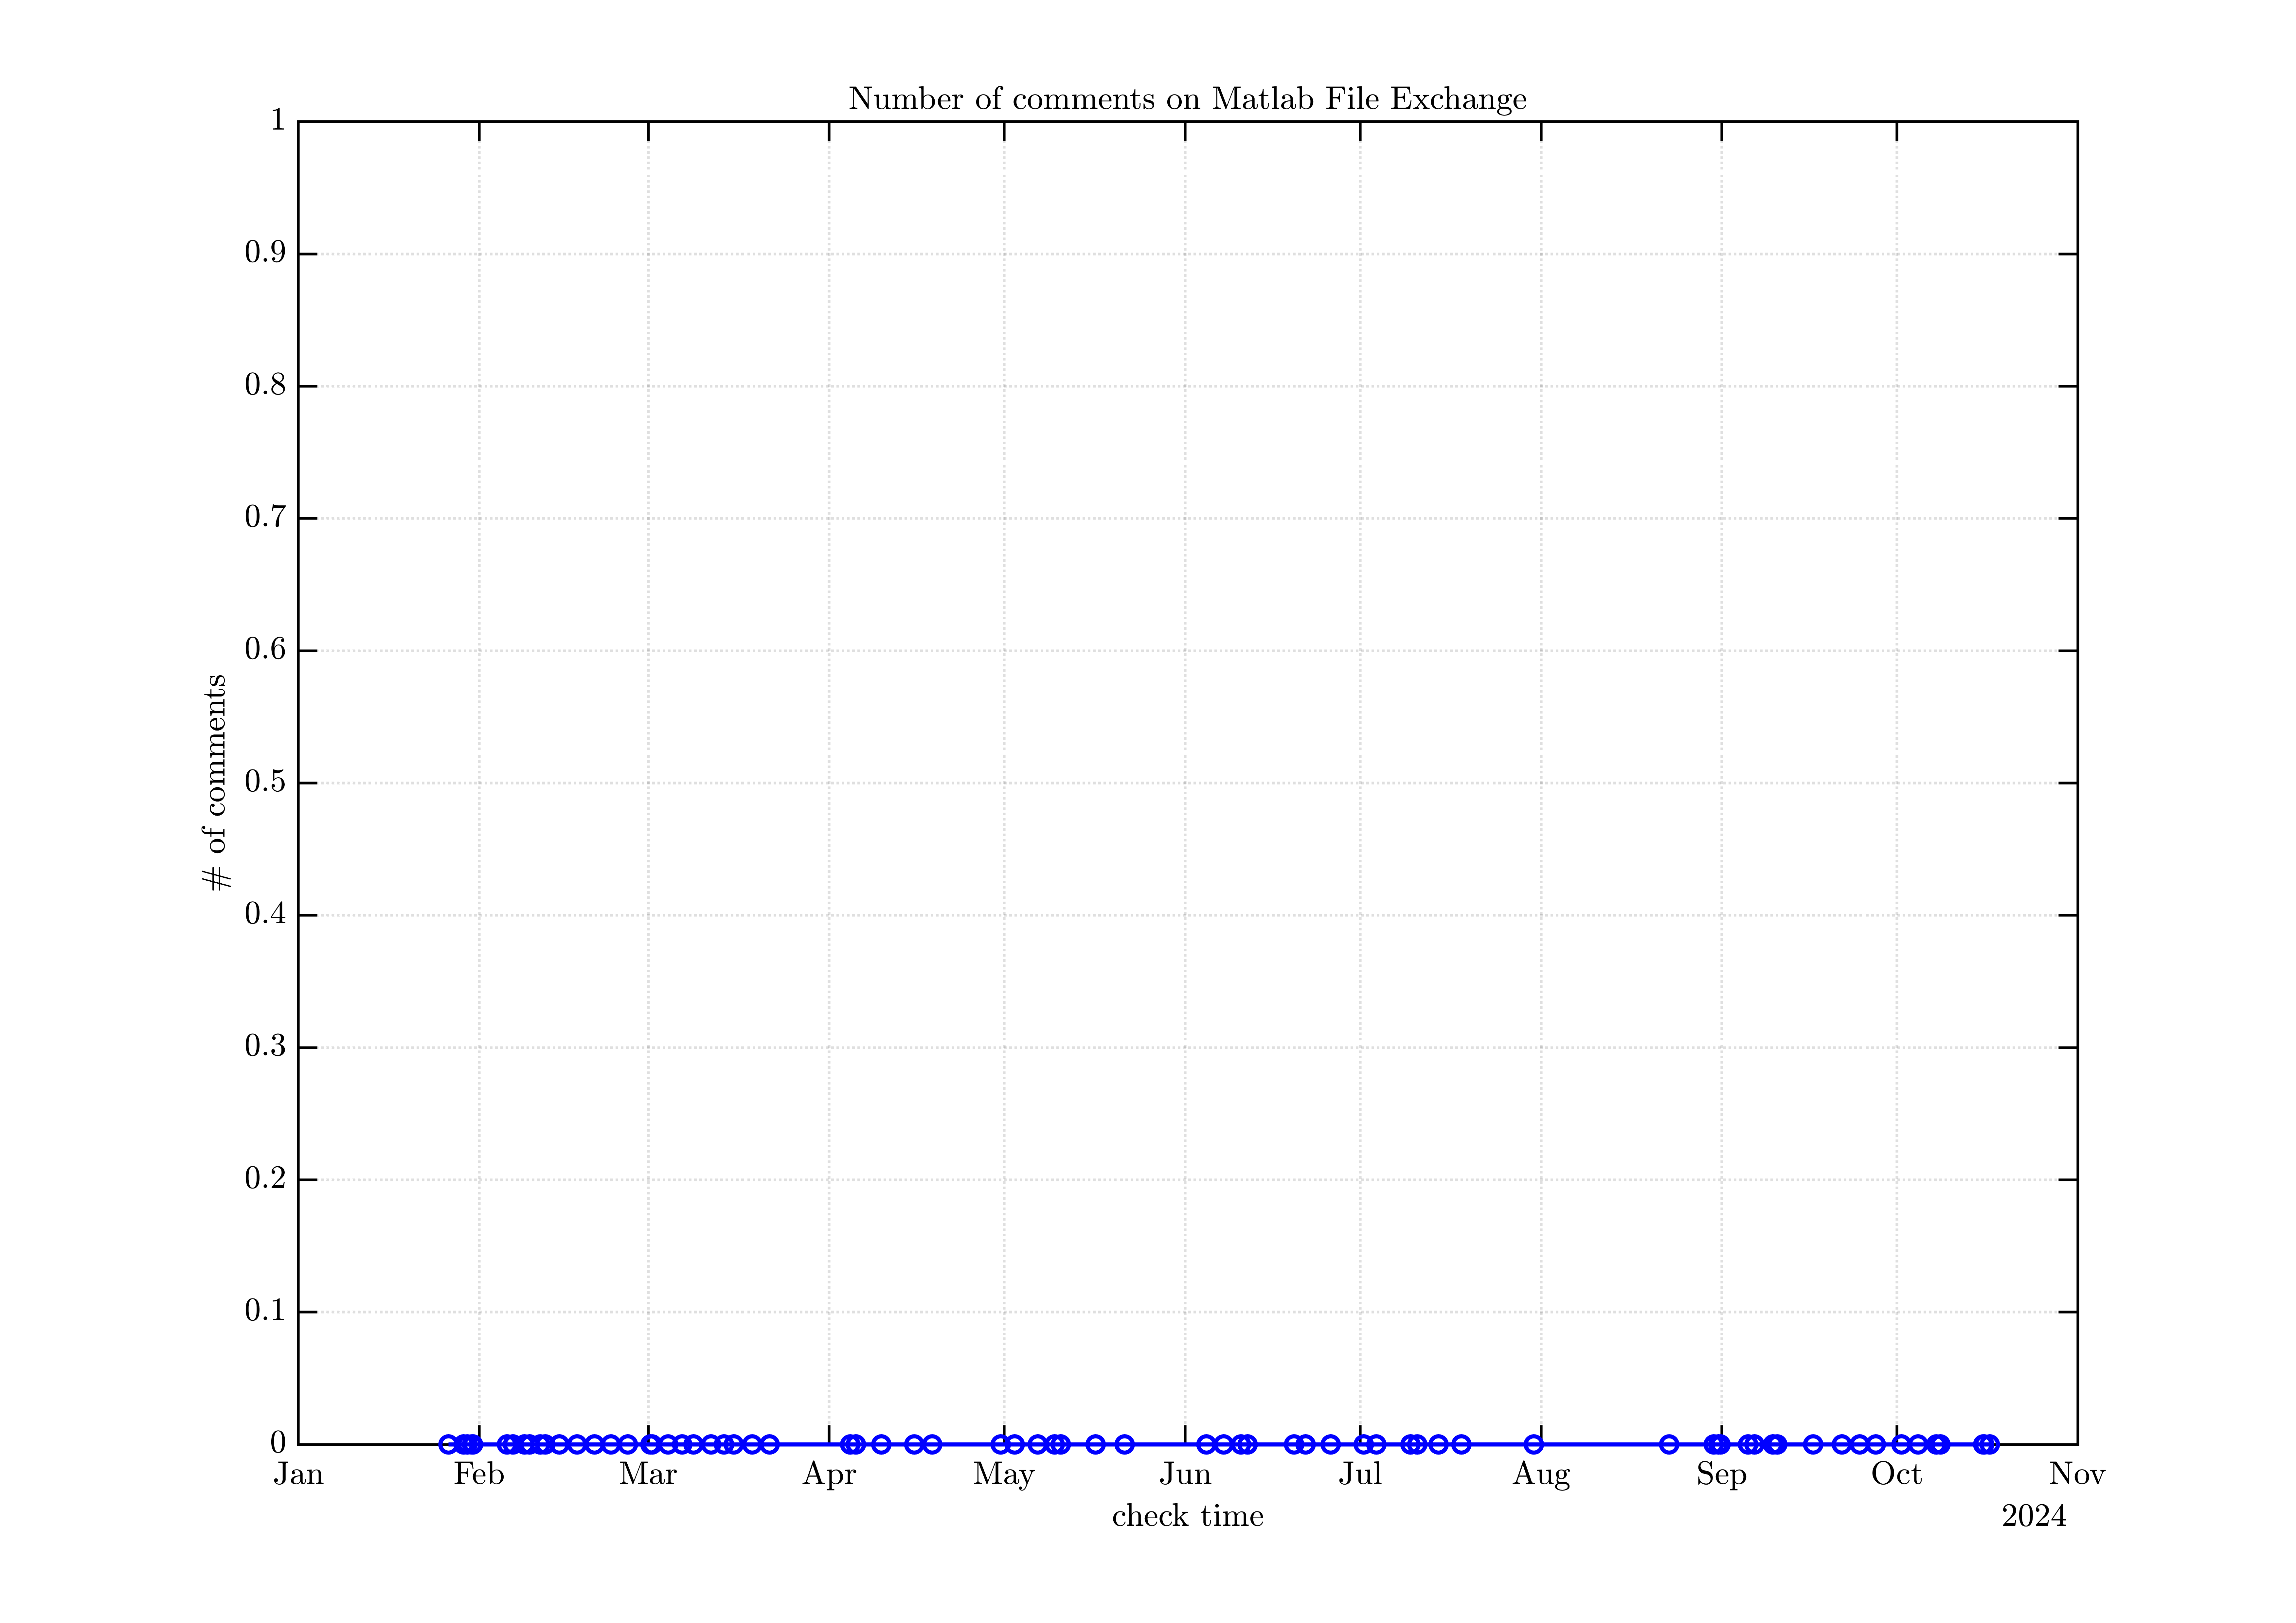 Number of comments on Matlab File Exchange
1
0.9
0.8
0.7
0.6
0.5
0.4
0.3
0.2
0.1
0
# of comments
Jan Feb Mar Apr May Jun Jul Aug Sep Oct Nov
check time 2024